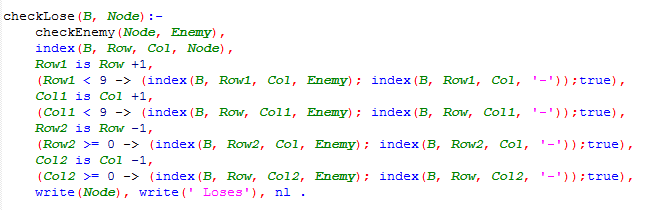 checkLose(B, Node):-
checkEnemy(Node, Enemy),
index(B, Row, Col, Node),
Row1 is Row +1,
(Row1 < 9 -> (index(B, Row1, Col, Enemy); index(B, Row1, Col, '-'));true),
Col1 is Col +1,
(Col1 < 9 -> (index(B, Row, Col1, Enemy); index(B, Row, Col1, '-'));true),
Row2 is Row -1,
(Row2 >= 0 -> (index(B, Row2, Col, Enemy); index(B, Row2, Col, '-'));true),
Col2 is Col -1,
(Col2 >= 0 -> (index(B, Row, Col2, Enemy); index(B, Row, Col2, '-'));true),
write(Node), write(' Loses'), nl .